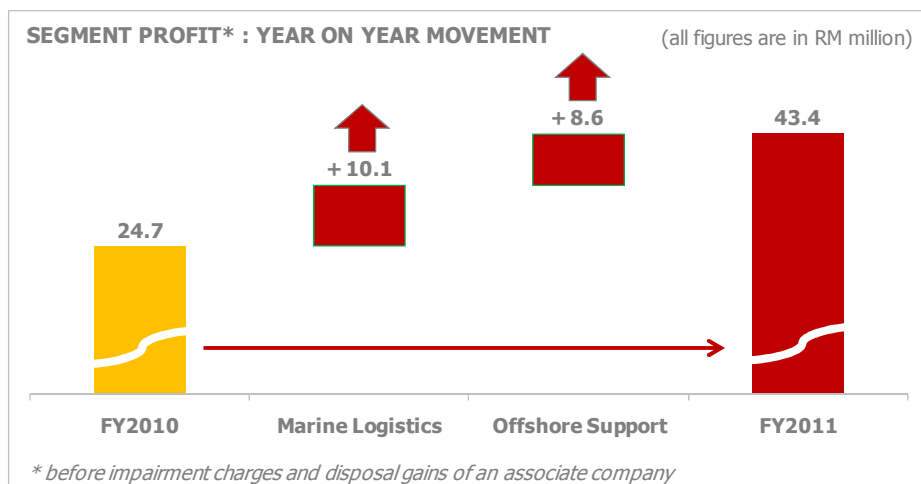 SEGMENT PROFIT* : YEAR ON YEAR MOVEMENT
(all figures are in RM million)
+ 8.6
43.4
+ 10.1
24.7
FY2010
Marine Logistics
Offshore Support
FY2011
* before impairment charges and disposal gains of an associate company